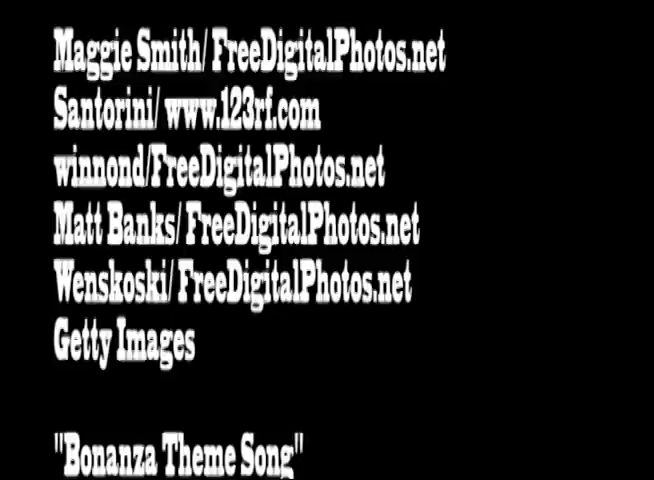 Maggie Smith/ FreeDigitalPhotos.net
Santorini/ www.123rf.com
winnond/FreeDigitalPhotos.net
Matt Banks/ FreeDigitalPhotos.net
Wenskoski/ FreeDigitalPhotos.net
Getty Images
"Bonanza Theme Song"